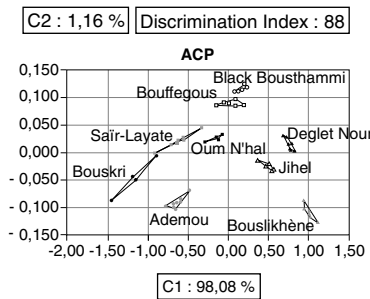 C2 : 1,16 % Discrimination Index : 88
ACP
0,150
0,100
0,050
0,000
- 0,050
- 0,100
- 0,150
Black Bousthammi
Bouffegous
Saïr-Layate
Deglet Nour
Oum N'hal
Bouskri
Jihel
Ademou
Bouslikhène
-2,00 -1,50 -1,00 -0,50 0,00 0,50 1,00 1,50
C1 : 98,08 %